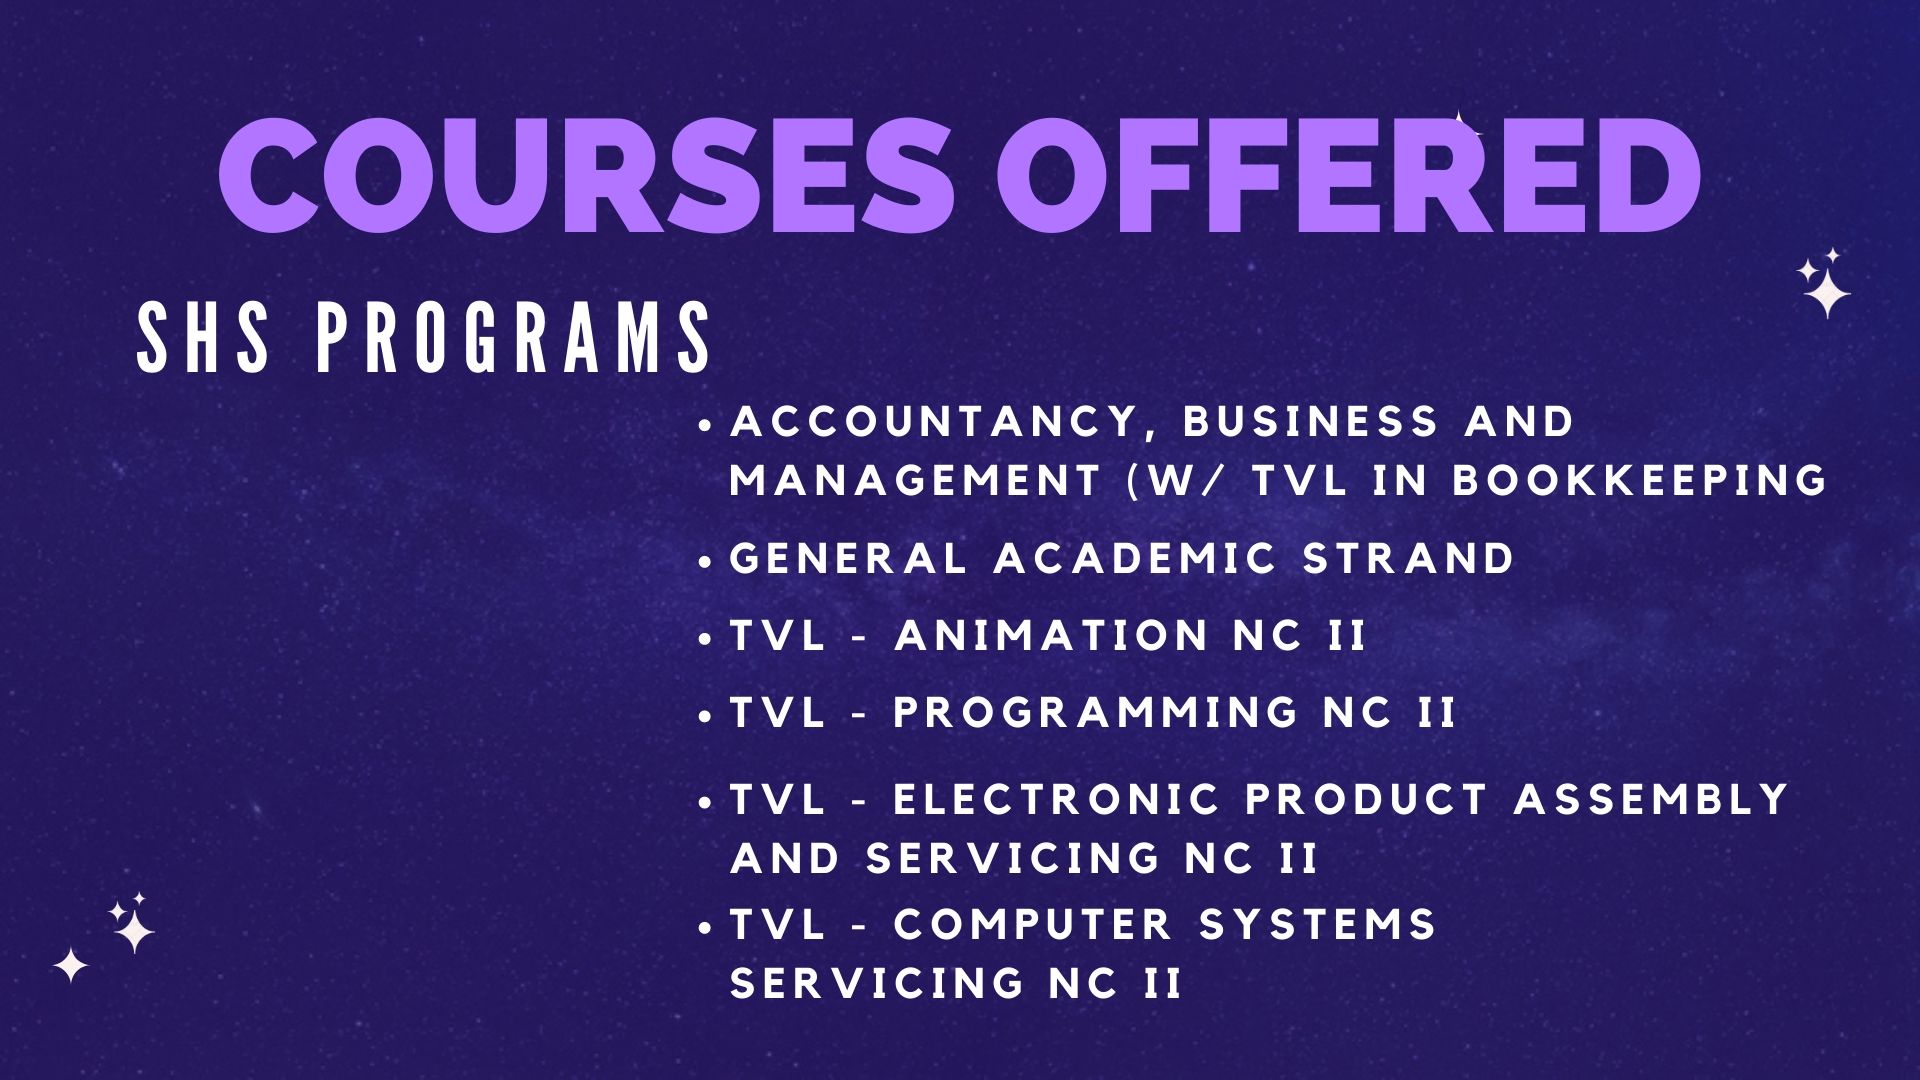 COURSES OFFERED
SHS PROGRAMS
• ACCOUNTANCY, BUSINESS AND
MANAGEMENT (W/ TVL IN BOOKKEEPING
• GENERAL ACADEMIC STRAND
• TVL - ANIMATION NC II
• TVL - PROGRAMMING NC II
• TVL - ELECTRONIC PRODUCT ASSEMBLY
AND SERVICING NC II
• TVL - COMPUTER SYSTEMS
SERVICING NC II